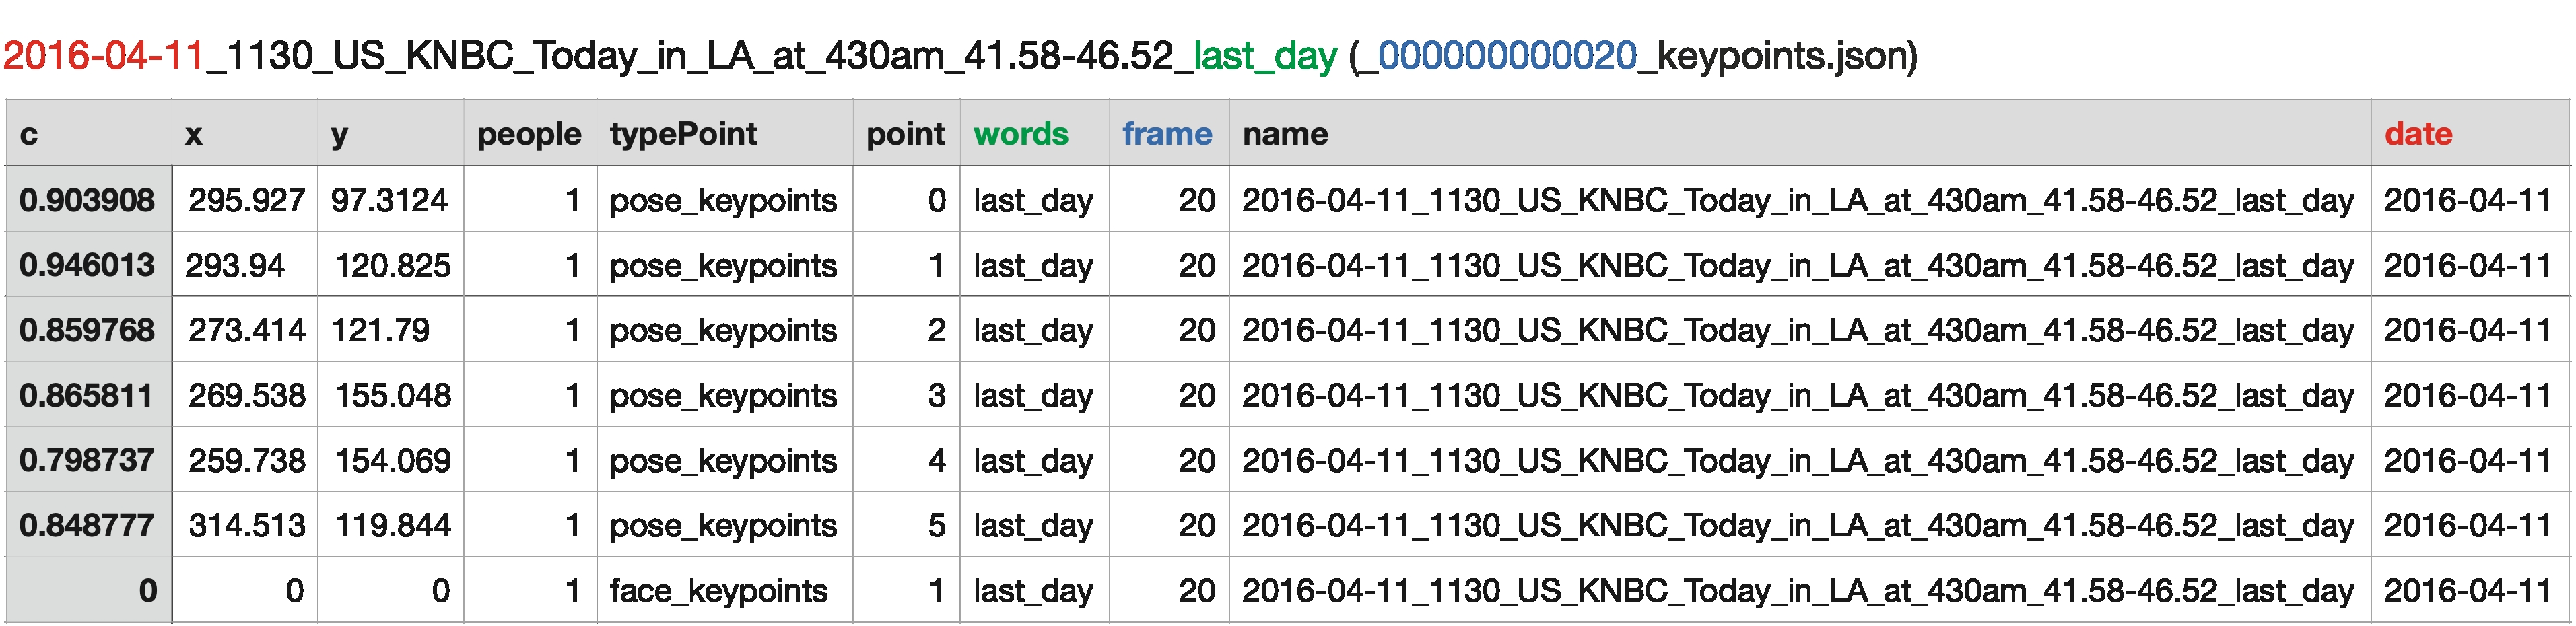 2016-04-11_1130_US_KNBC_Today_in_LA_at_430am_41.58-46.52_last_day (_000000000020_keypoints.json)
c x y people typePoint point words frame name date
0.903908 295.927 97.3124 1 pose_keypoints 0 last_day 20 2016-04-11_1130_US_KNBC_Today_in_LA_at_430am_41.58-46.52_last_day 2016-04-11
0.946013 293.94 120.825 1 pose_keypoints 1 last_day 20 2016-04-11_1130_US_KNBC_Today_in_LA_at_430am_41.58-46.52_last_day 2016-04-11
0.859768 273.414 121.79 1 pose_keypoints 2 last_day 20 2016-04-11_1130_US_KNBC_Today_in_LA_at_430am_41.58-46.52_last_day 2016-04-11
0.865811 269.538 155.048 1 pose_keypoints 3 last_day 20 2016-04-11_1130_US_KNBC_Today_in_LA_at_430am_41.58-46.52_last_day 2016-04-11
0.798737 259.738 154.069 1 pose_keypoints 4 last_day 20 2016-04-11_1130_US_KNBC_Today_in_LA_at_430am_41.58-46.52_last_day 2016-04-11
0.848777 314.513 119.844 1 pose_keypoints 5 last_day 20 2016-04-11_1130_US_KNBC_Today_in_LA_at_430am_41.58-46.52_last_day 2016-04-11
0 0 0 1 face_keypoints 1 last_day 20 2016-04-11_1130_US_KNBC_Today_in_LA_at_430am_41.58-46.52_last_day 2016-04-11